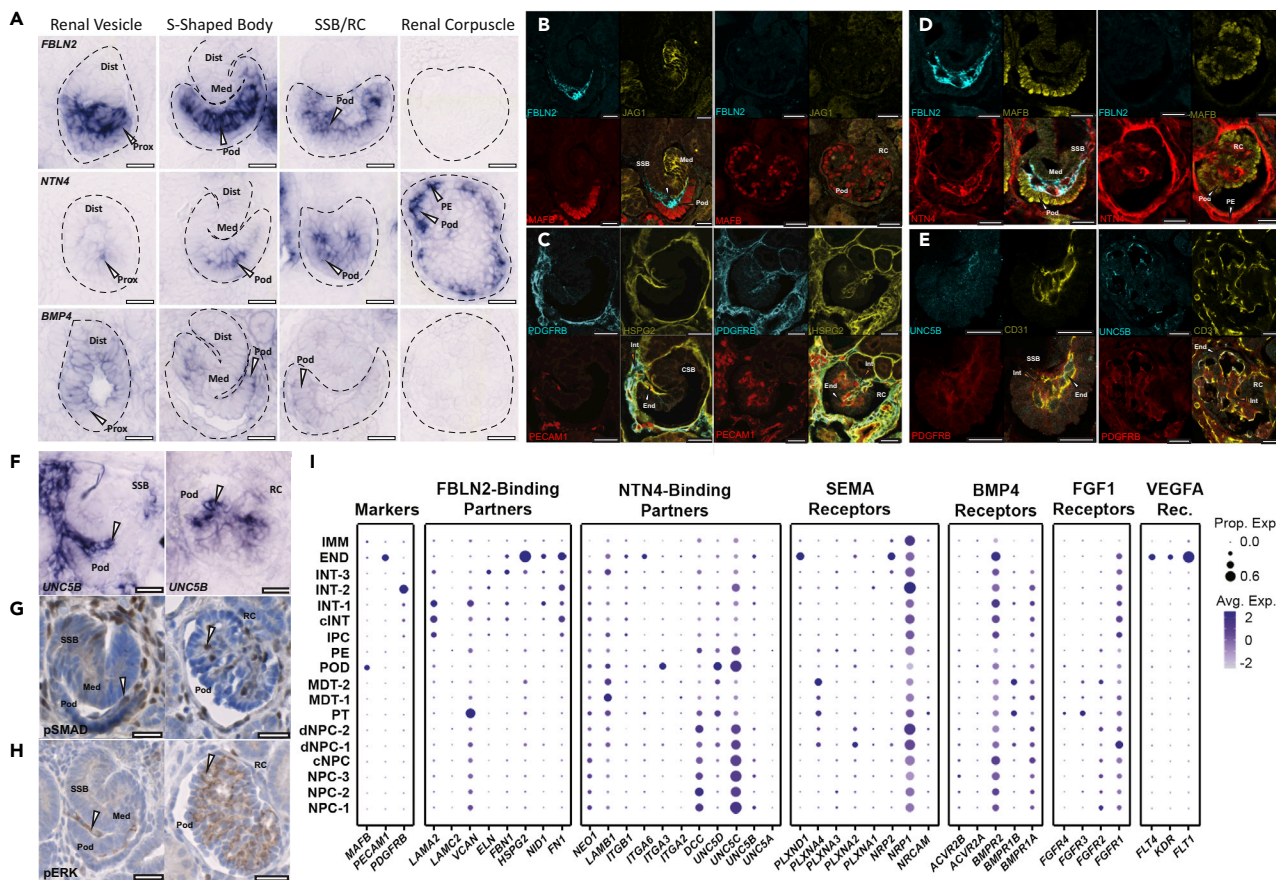 A
Renal Vesicle
S-Shaped Body
SSB/RC
Renal Corpuscle
FBLN2
Dist
Prox
Dist
Med
Pod
Pod
NTN4
Dist
Prox
Dist
Med
Pod
Pod
PE
Pod
BMP4
Dist
Prox
Dist
Pod
Med
Pod
B
FBLN2
JAG1
FBLN2
JAG1
MAFB
SSB
Med
Pod
MAFB
RC
Pod
C
PDGFRB
HSPG2
PDGFRB
HSPG2
PECAM1
Int
CSB
End
PECAM1
Int
End
RC
D
FBLN2
MAFB
FBLN2
MAFB
NTN4
SSB
Med
Pod
NTN4
RC
Pod
PE
E
UNC5B
CD31
UNC5B
CD31
PDGFRB
SSB
Int
End
PDGFRB
End
RC
Int
F
SSB
Pod
UNC5B
Pod
RC
UNC5B
G
SSB
Med
Pod
pSMAD
RC
Pod
H
SSB
Med
Pod
pERK
RC
Pod
I
Markers
FBLN2-Binding
Partners
NTN4-Binding
Partners
SEMA
Receptors
BMP4
Receptors
FGF1
Receptors
VEGFA
Rec.
IMM
END
INT-3
INT-2
INT-1
cINT
IPC
PE
POD
MDT-2
MDT-1
PT
dNPC-2
dNPC-1
cNPC
NPC-3
NPC-2
NPC-1
MAFB
PECAM1
PDGFRB
LAMA2
LAMC2
VCAN
ELN
FBN1
HSPG2
NID1
FN1
NEO1
LAMB1
ITGB1
ITGA6
ITGA3
ITGA2
DCC
UNC5D
UNC5C
UNC5B
UNC5A
PLXND1
PLXNA4
PLXNA3
PLXNA2
PLXNA1
NRP2
NRP1
NRCAM
ACVR2B
ACVR2A
BMPR2
BMPR1B
BMPR1A
FGFR4
FGFR3
FGFR2
FGFR1
FLT4
KDR
FLT1
Prop. Exp.
0.0
0.6
Avg. Exp.
2
0
-2